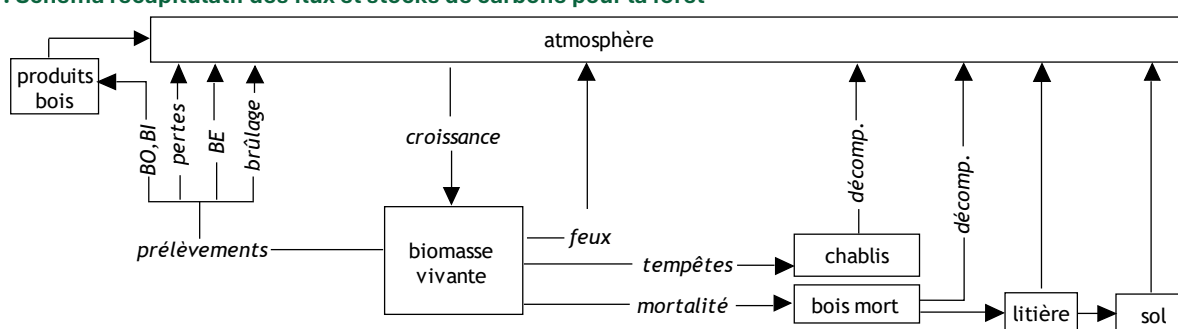 : Schéma récapitulatif des flux et stocks de carbone pour la forêt
atmosphère
produits
bois
BO,BI
pertes
BE
brûlage
croissance
décomp.
décomp.
prélèvements
biomasse
vivante
feux
tempêtes
chablis
mortalité
bois mort
litière
sol